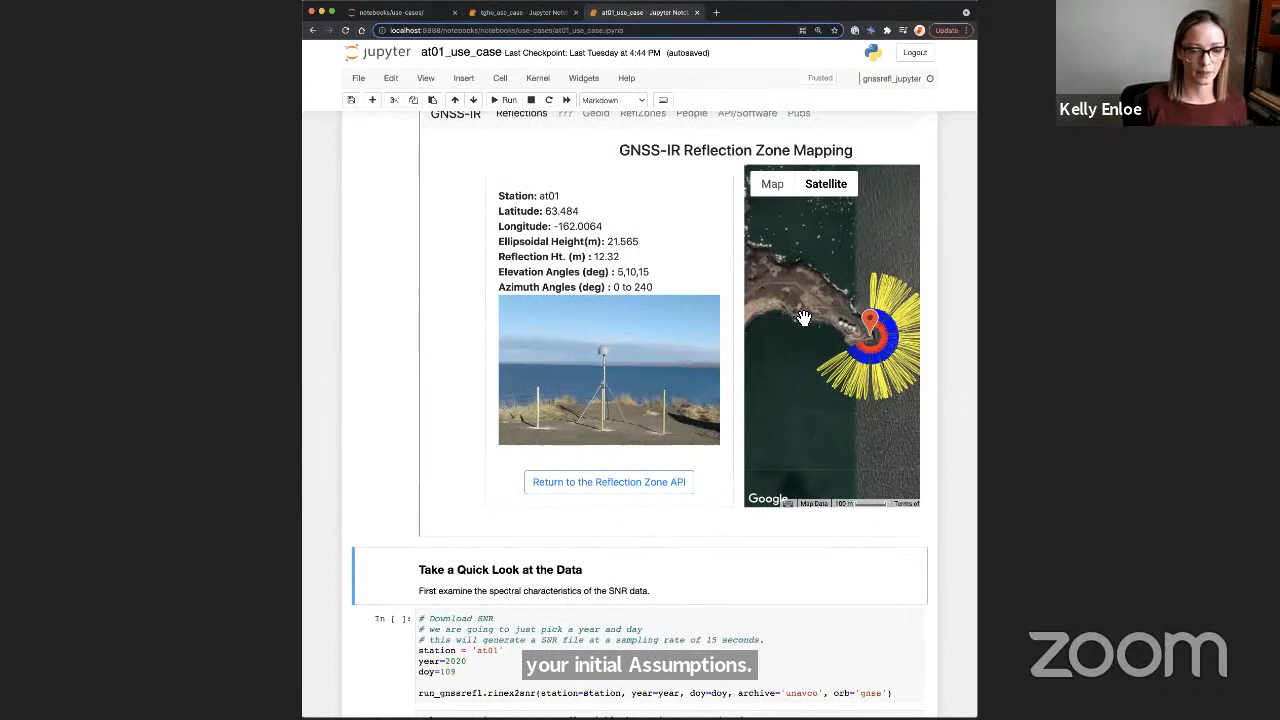 notebooks/use-cases/
tgho_use_case - Jupyter Notel
at01_use_case - Jupyter Notel
localhost:8888/notebooks/notebooks/use-cases/at01_use_case.ipynb
Update
jupyter at01_use_case Last Checkpoint: Last Tuesday at 4:44 PM (autosaved)
Logout
File Edit View Insert Cell Kernel Widgets Help
Trusted
gnssrefl_jupyter
Run
Markdown
GNSS-IR Reflections ??? Geoid ReflZones People API/Software Pubs
GNSS-IR Reflection Zone Mapping
Station: at01
Latitude: 63.484
Longitude: -162.0064
Ellipsoidal Height(m): 21.565
Reflection Ht. (m) : 12.32
Elevation Angles (deg) : 5,10,15
Azimuth Angles (deg) : 0 to 240
Map Satellite
Return to the Reflection Zone API
Google
Map Data 100 m Terms of
Take a Quick Look at the Data
First examine the spectral characteristics of the SNR data.
In [ ]:
# Download SNR
# we are going to just pick a year and day
# this will generate a SNR file at a sampling rate of 15 seconds.
station = 'at01'
year=2020
doy=109
run_gnssrefl.rinex2snr(station=station, year=year, doy=doy, archive='unavco', orb='gnss')
your initial Assumptions.
Kelly Enloe
zoom